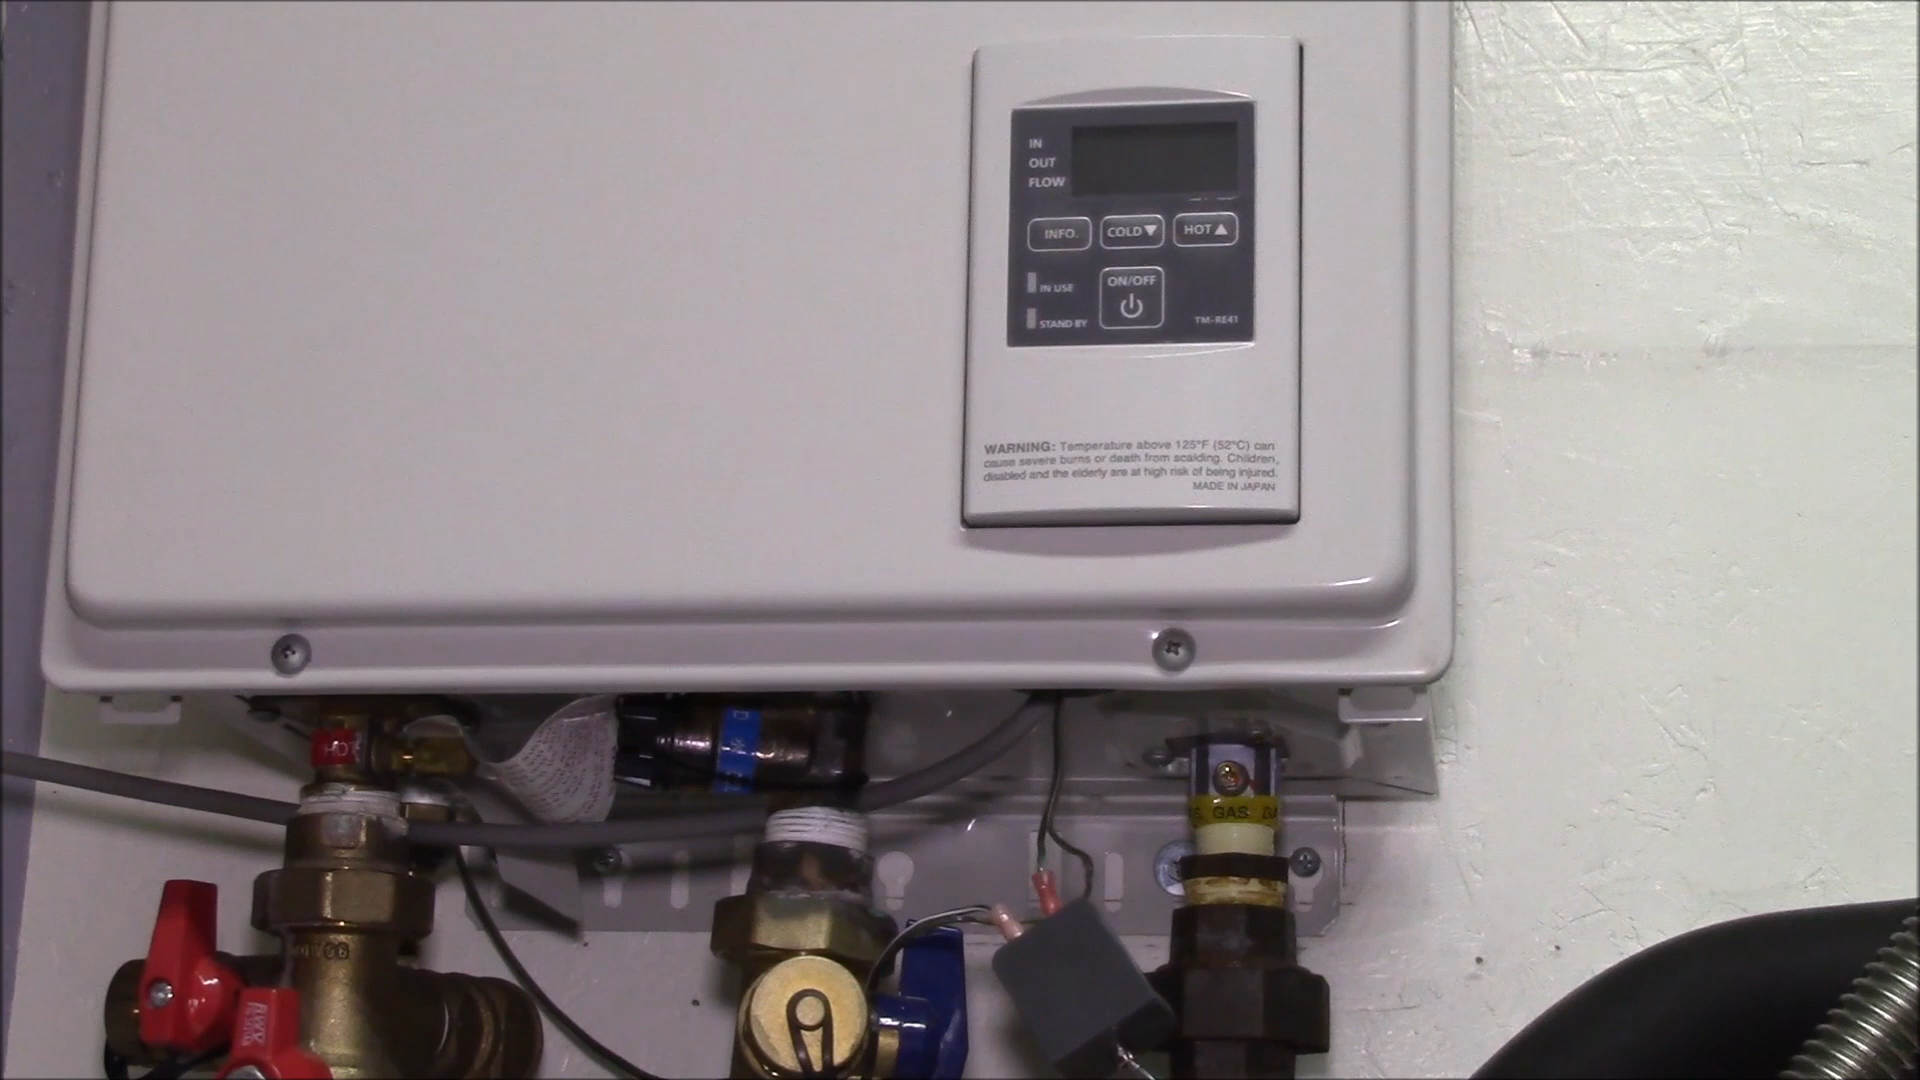 IN
OUT
FLOW
INFO.
COLD▼
HOT▲
IN USE
ON/OFF
STAND BY
TM-RE41
WARNING: Temperature above 125°F (52°C) can
cause severe burns or death from scalding. Children,
disabled and the elderly are at high risk of being injured.
MADE IN JAPAN
HOT
GAS